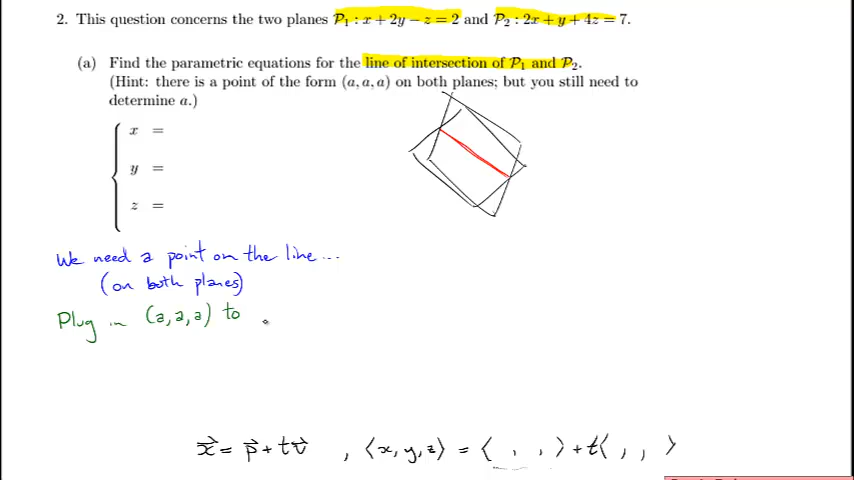 2. This question concerns the two planes P₁ : x + 2y − z = 2 and P₂ : 2x + y + 4z = 7.
(a) Find the parametric equations for the line of intersection of P₁ and P₂.
(Hint: there is a point of the form (a, a, a) on both planes; but you still need to
determine a.)
x =
y =
z =
We need a point on the line...
(on both planes)
Plug in (a, a, a) to
x⃗ = p⃗ + tv⃗ , ⟨x, y, z⟩ = ⟨ , , ⟩ + t⟨ , , ⟩